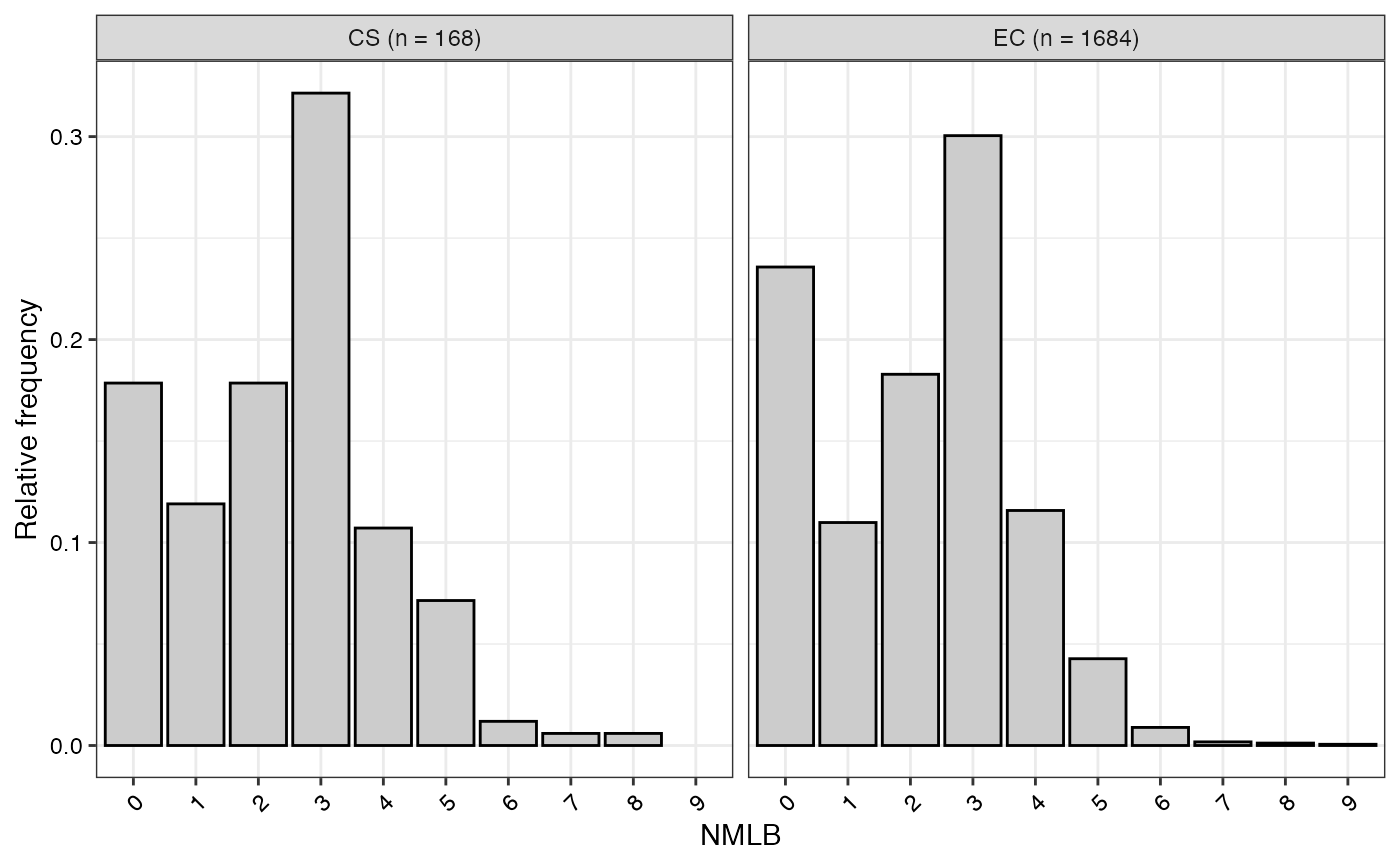 CS (n = 168)
EC (n = 1684)
Relative frequency
0.3
0.2
0.1
0.0
0 1 2 3 4 5 6 7 8 9
0 1 2 3 4 5 6 7 8 9
NMLB